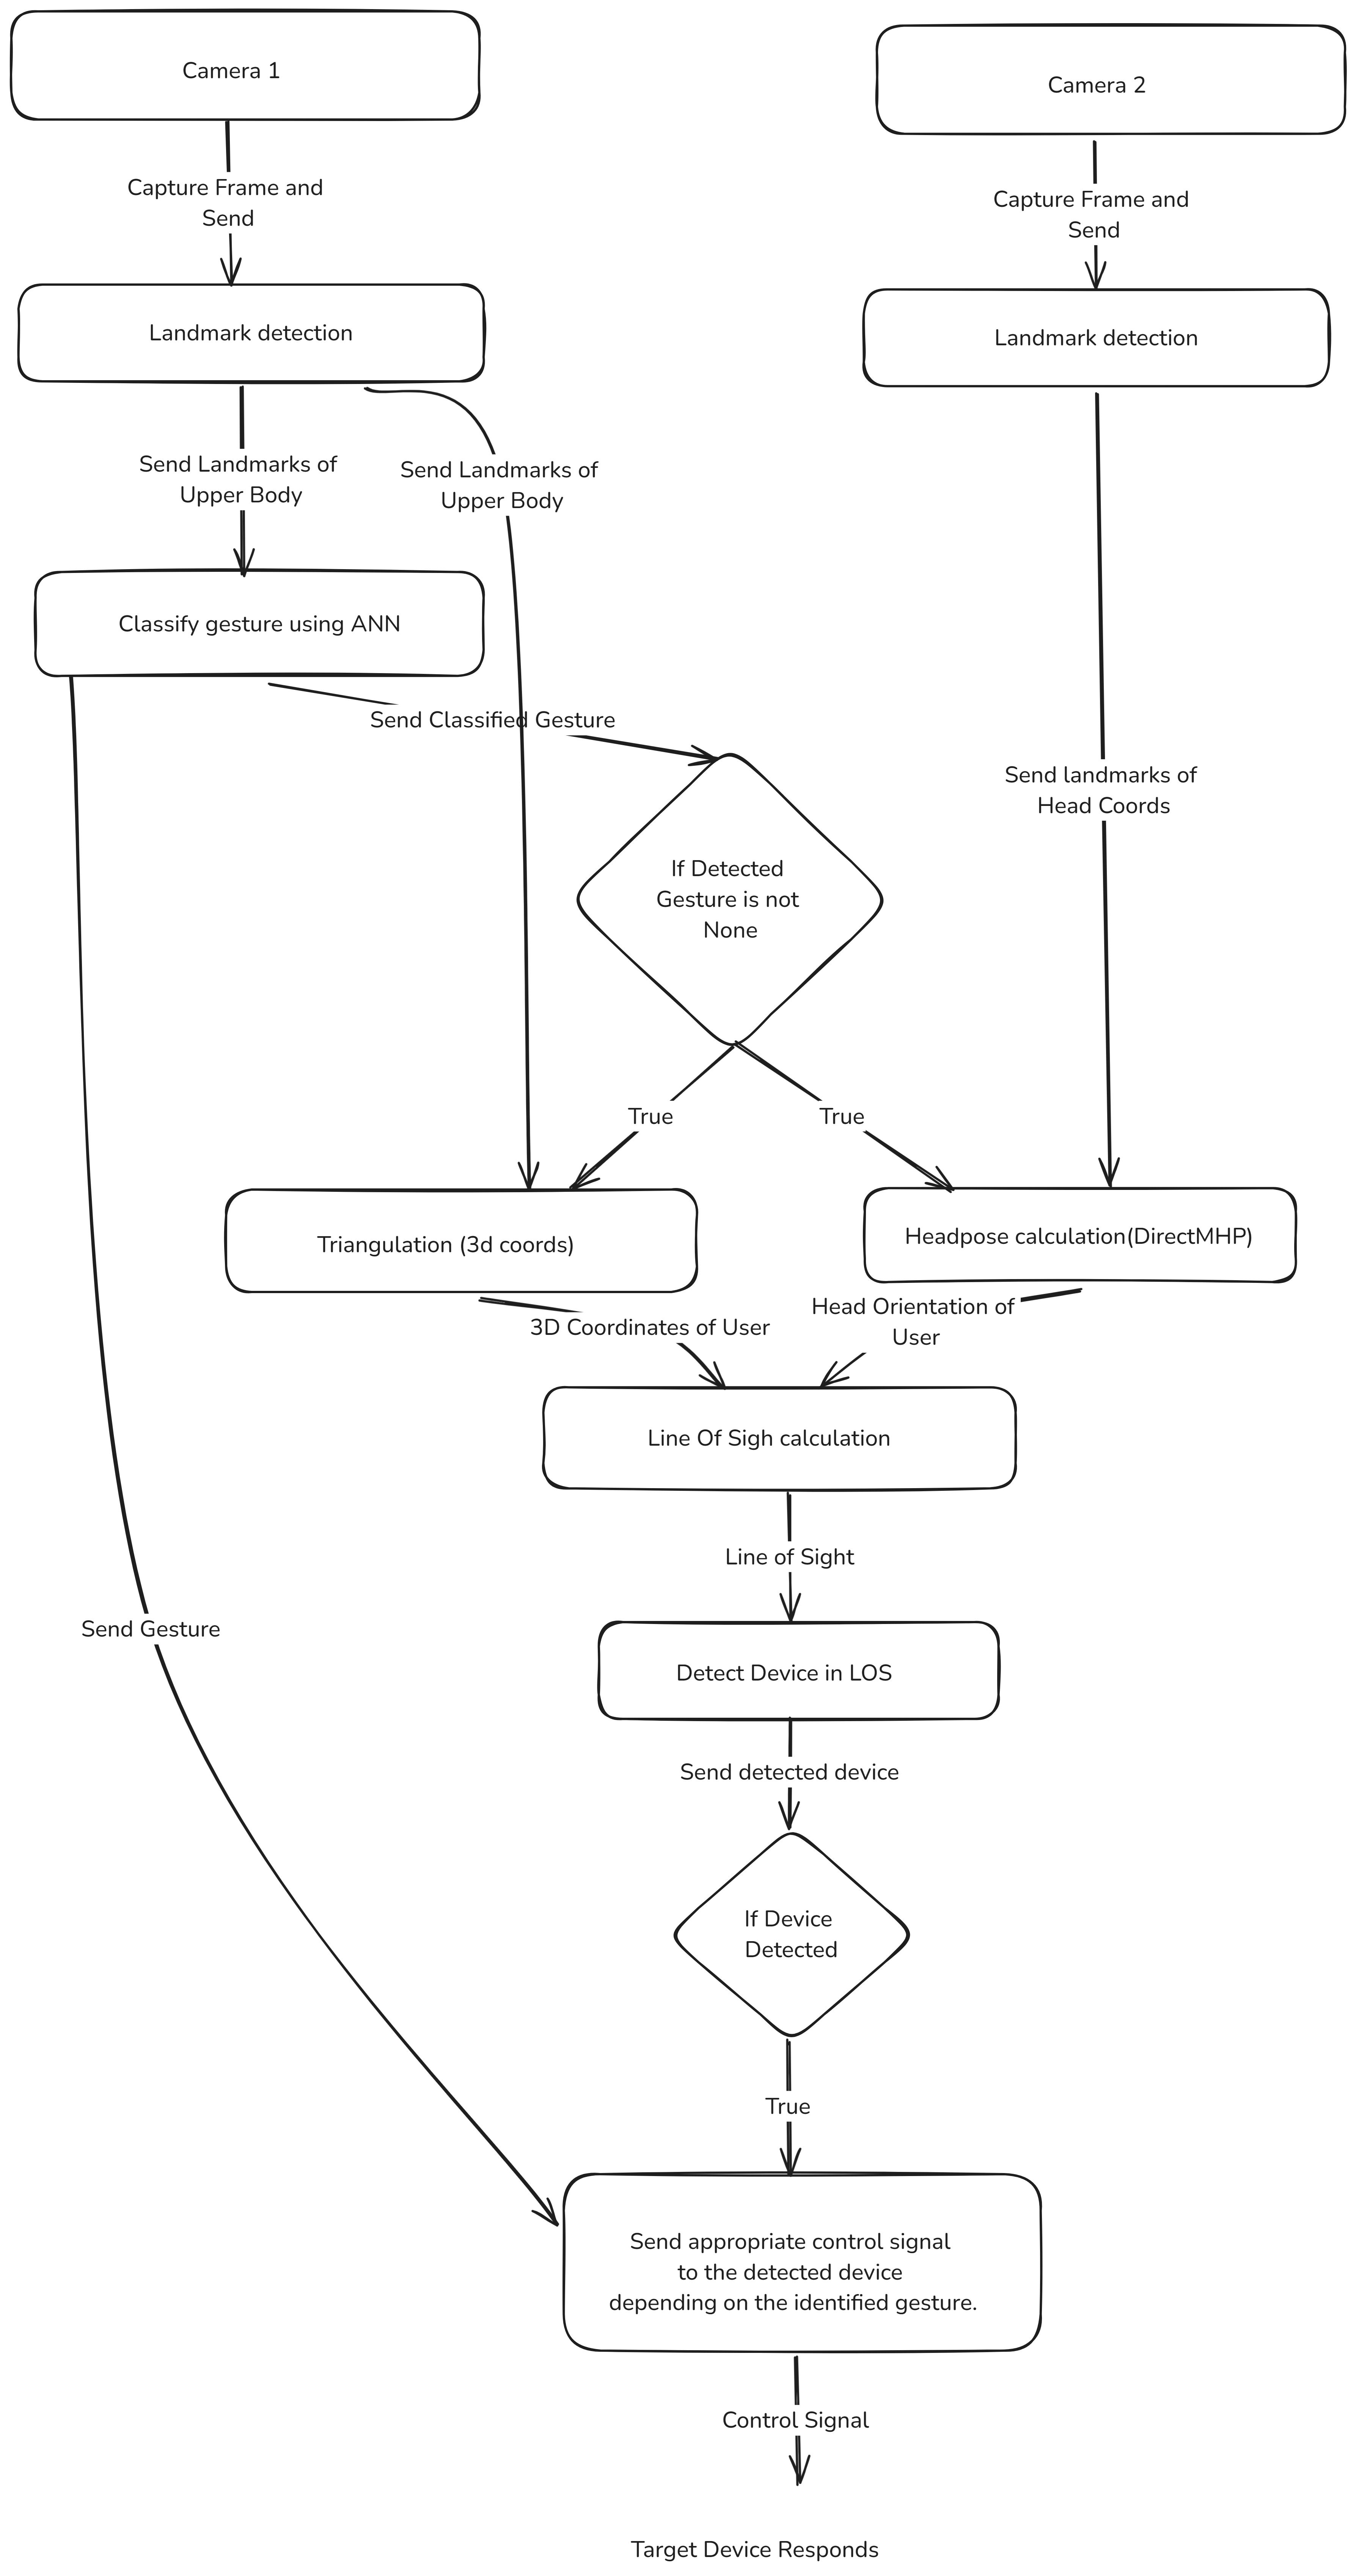 Camera 1
Camera 2
Capture Frame and
Send
Capture Frame and
Send
Landmark detection
Landmark detection
Send Landmarks of
Upper Body
Send Landmarks of
Upper Body
Classify gesture using ANN
Send Classified Gesture
Send landmarks of
Head Coords
If Detected
Gesture is not
None
True
True
Triangulation (3d coords)
Headpose calculation(DirectMHP)
3D Coordinates of User
Head Orientation of
User
Line Of Sigh calculation
Line of Sight
Send Gesture
Detect Device in LOS
Send detected device
If Device
Detected
True
Send appropriate control signal
to the detected device
depending on the identified gesture.
Control Signal
Target Device Responds